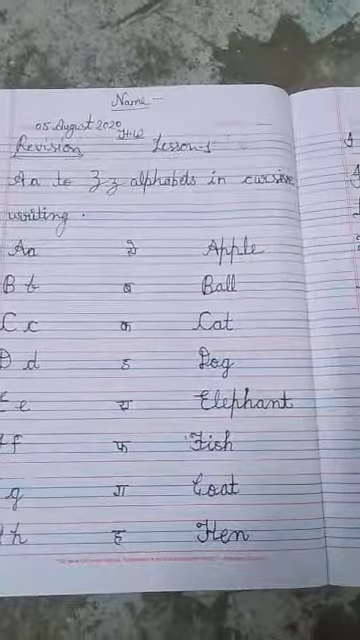 Name -
05 August 2020
H.W
Revision Lesson-1
Aa to Zz alphabets in cursive
writing.
Aa ऐ Apple
B b ब Ball
C c क Cat
D d ड Dog
E e य Elephant
f फ Fish
g ग Goat
h ह Hen